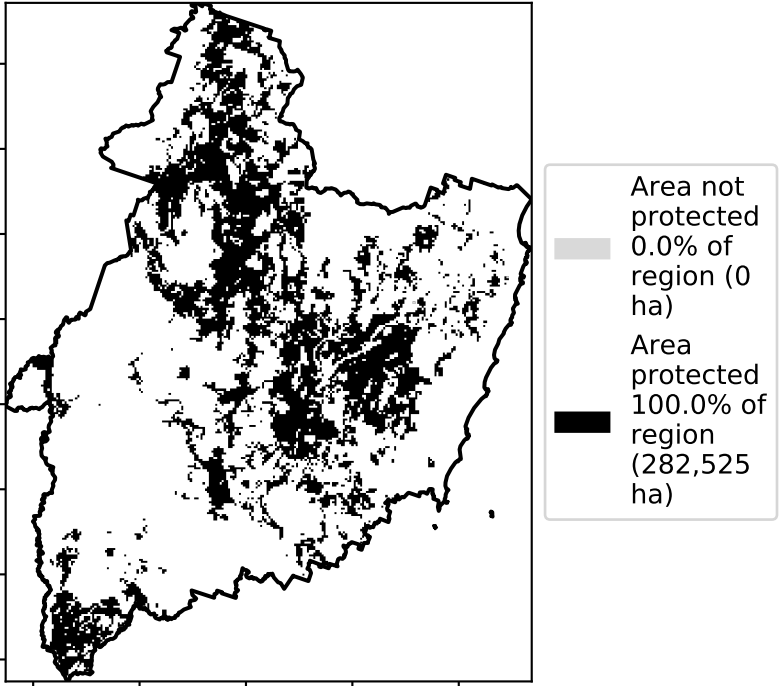 Area not
protected
0.0% of
region (0
ha)
Area
protected
100.0% of
region
(282,525
ha)